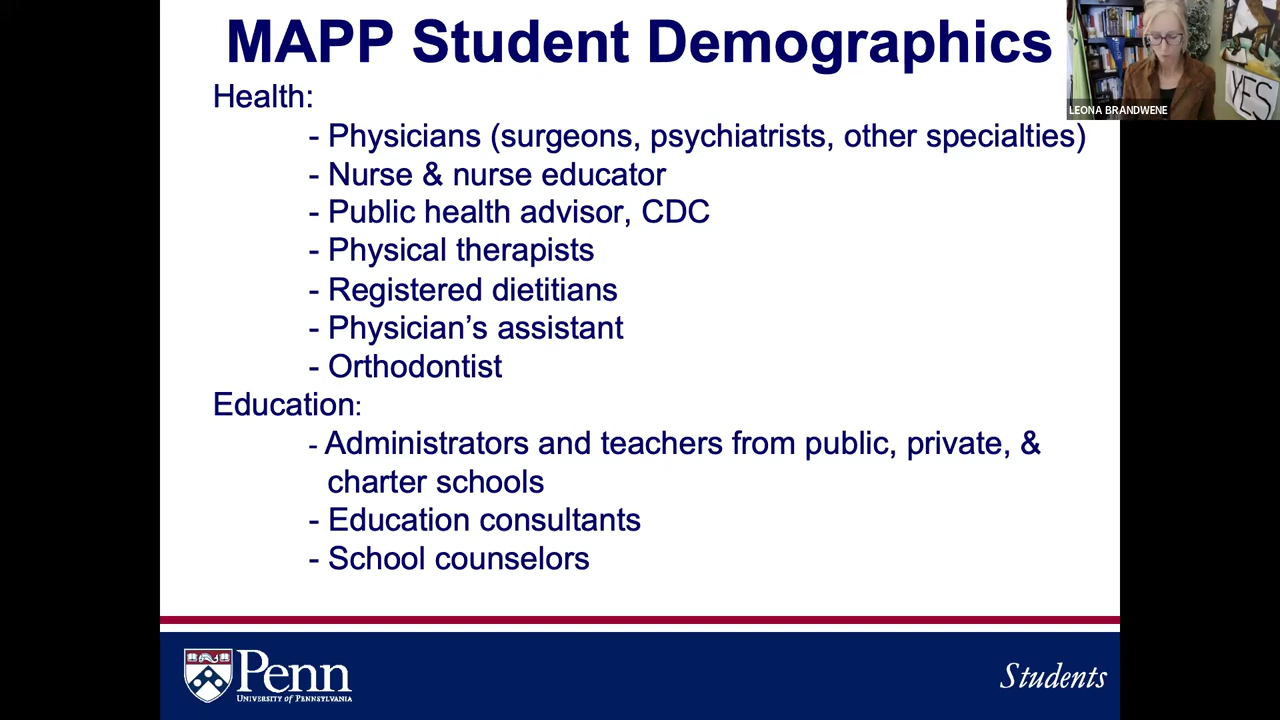 MAPP Student Demographics
LEONA BRANDWENE
YES
Health:
- Physicians (surgeons, psychiatrists, other specialties)
- Nurse & nurse educator
- Public health advisor, CDC
- Physical therapists
- Registered dietitians
- Physician’s assistant
- Orthodontist
Education:
- Administrators and teachers from public, private, &
charter schools
- Education consultants
- School counselors
Penn
UNIVERSITY OF PENNSYLVANIA
Students